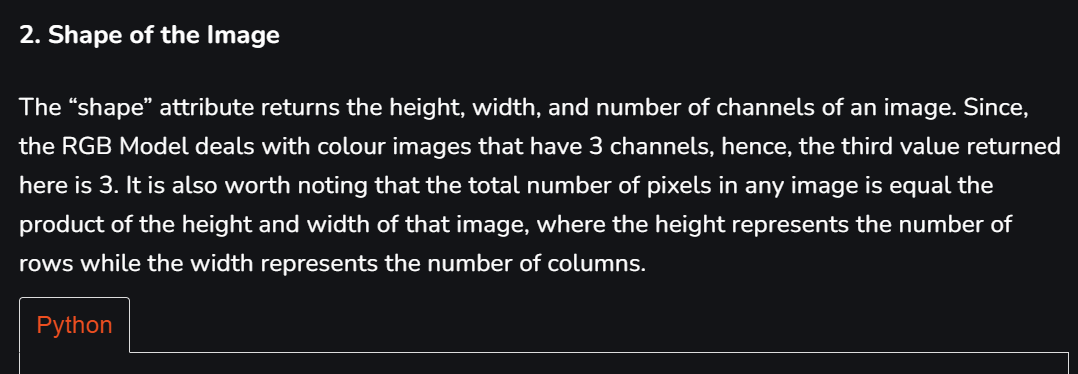 2. Shape of the Image
The “shape” attribute returns the height, width, and number of channels of an image. Since,
the RGB Model deals with colour images that have 3 channels, hence, the third value returned
here is 3. It is also worth noting that the total number of pixels in any image is equal the
product of the height and width of that image, where the height represents the number of
rows while the width represents the number of columns.
Python